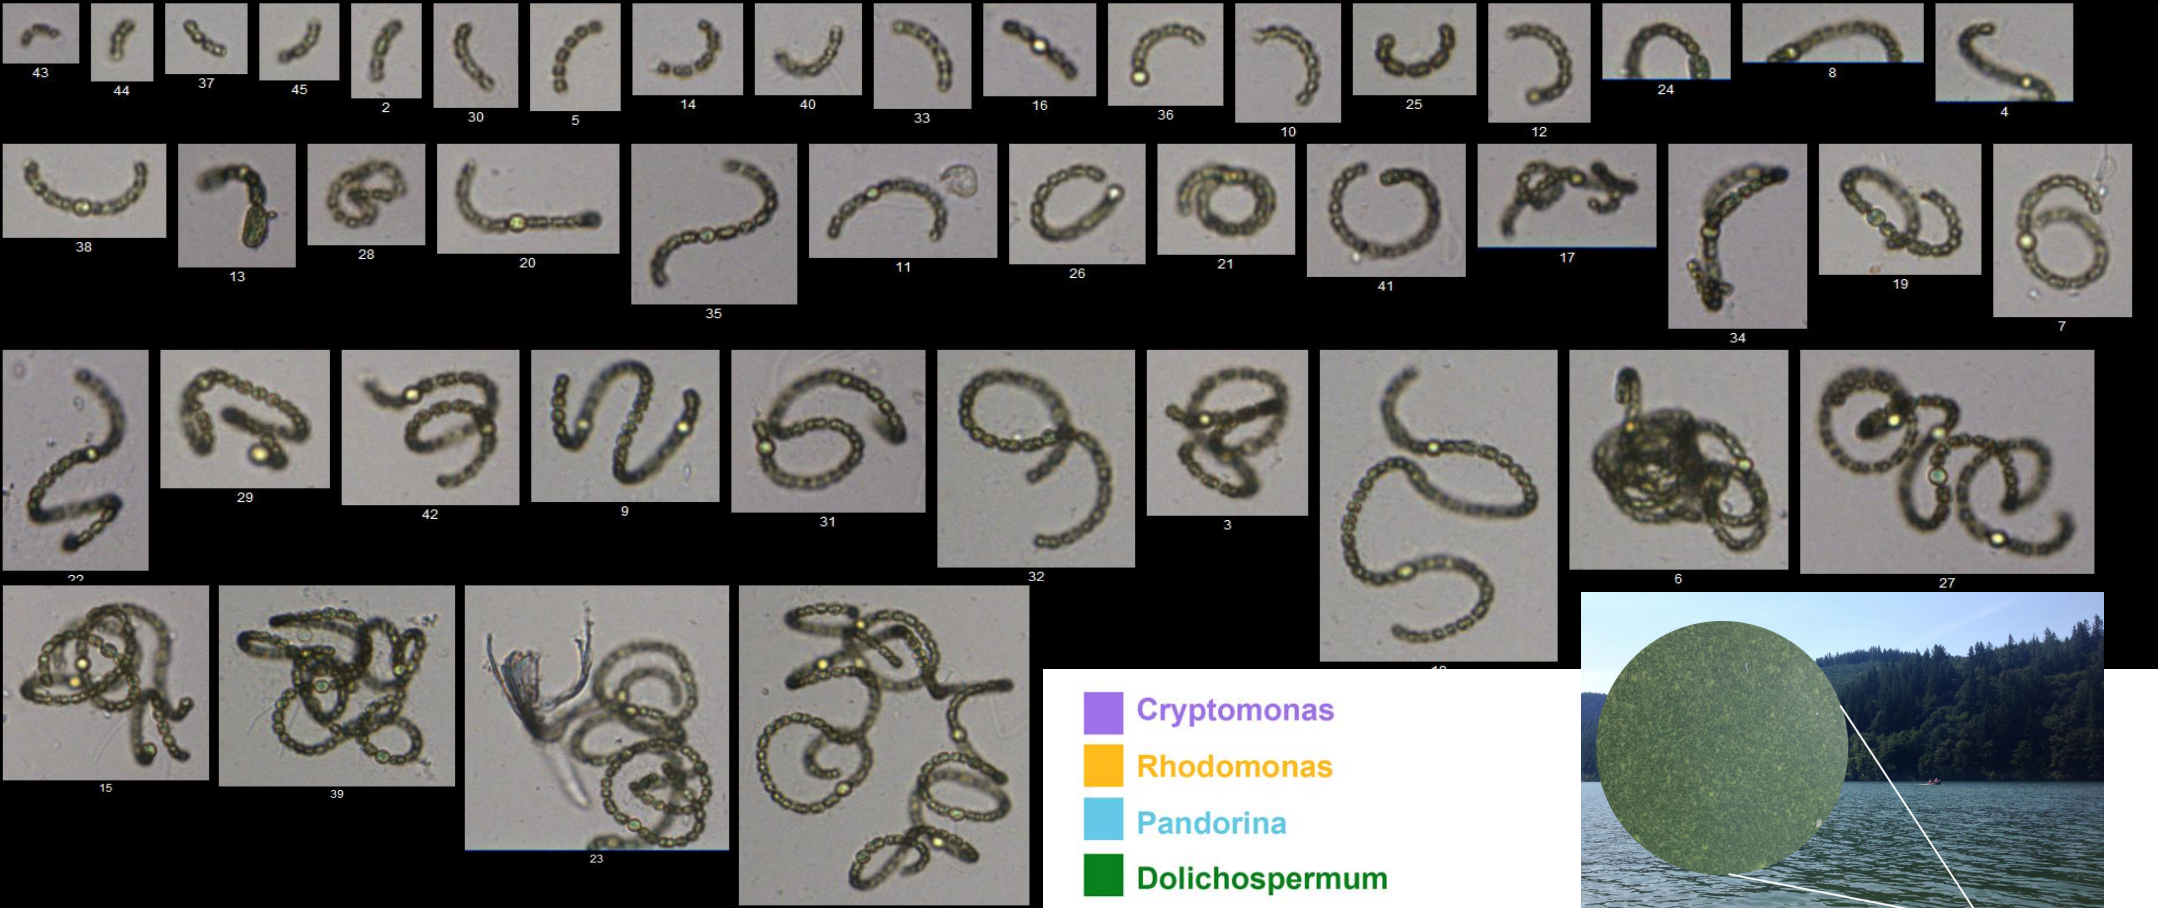 43 44 37 45 2 30 5 14 40 33 16 36 10 25 12 24 8 4
38 13 28 20 35 11 26 21 41 17 34 19 7
29 42 9 31 32 3 6 27
15 39 23
Cryptomonas
Rhodomonas
Pandorina
Dolichospermum